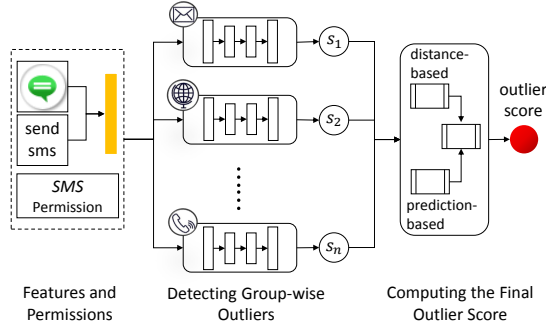 send
sms
SMS
Permission
s₁
s₂
sₙ
distance-
based
prediction-
based
outlier
score
Features and
Permissions
Detecting Group-wise
Outliers
Computing the Final
Outlier Score